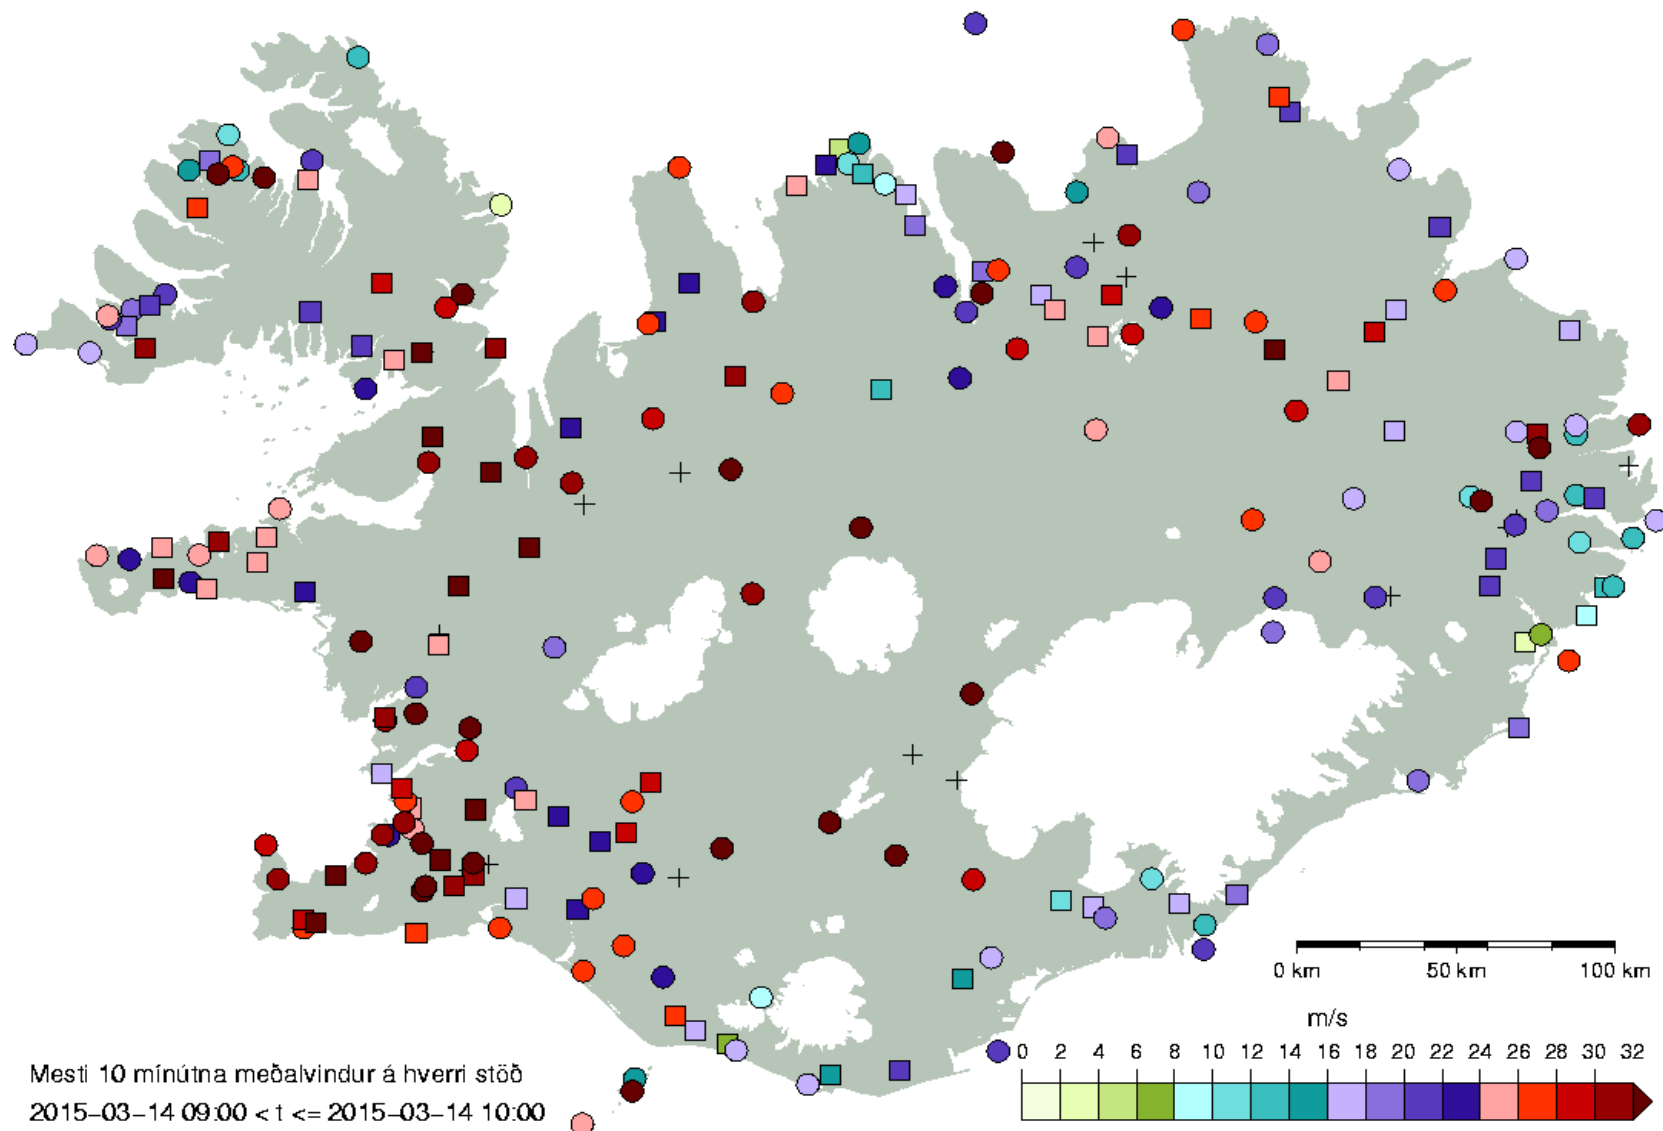 0 km 50 km 100 km
m/s
0 2 4 6 8 10 12 14 16 18 20 22 24 26 28 30 32
Mesti 10 mínútna meðalvindur á hverri stöð
2015-03-14 09:00 < t <= 2015-03-14 10:00